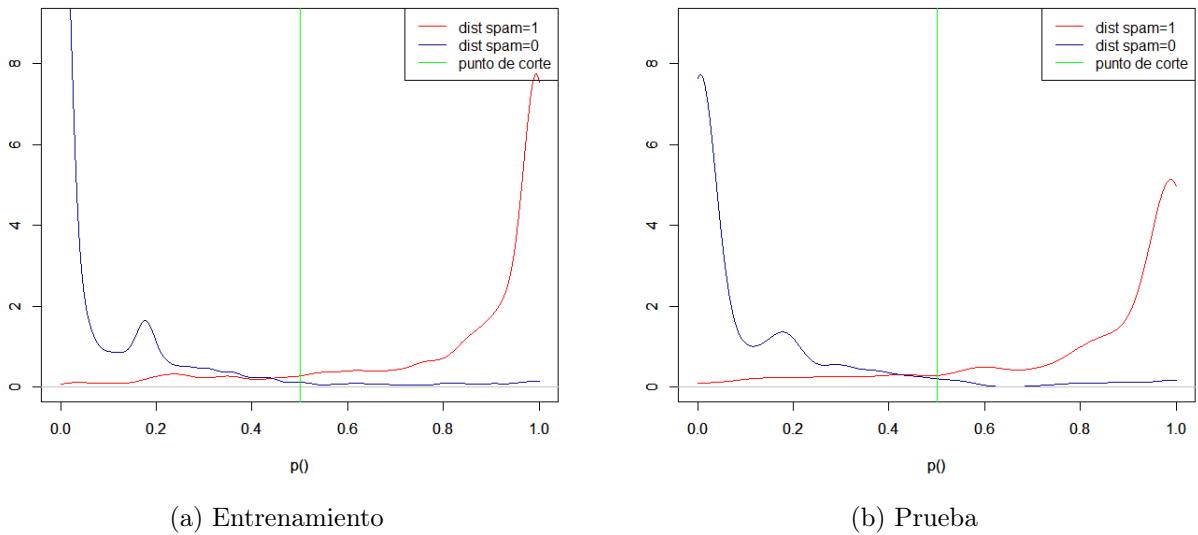 dist spam=1
dist spam=0
punto de corte
8
6
4
2
0
0.0 0.2 0.4 0.6 0.8 1.0
p()
(a) Entrenamiento
dist spam=1
dist spam=0
punto de corte
8
6
4
2
0
0.0 0.2 0.4 0.6 0.8 1.0
p()
(b) Prueba